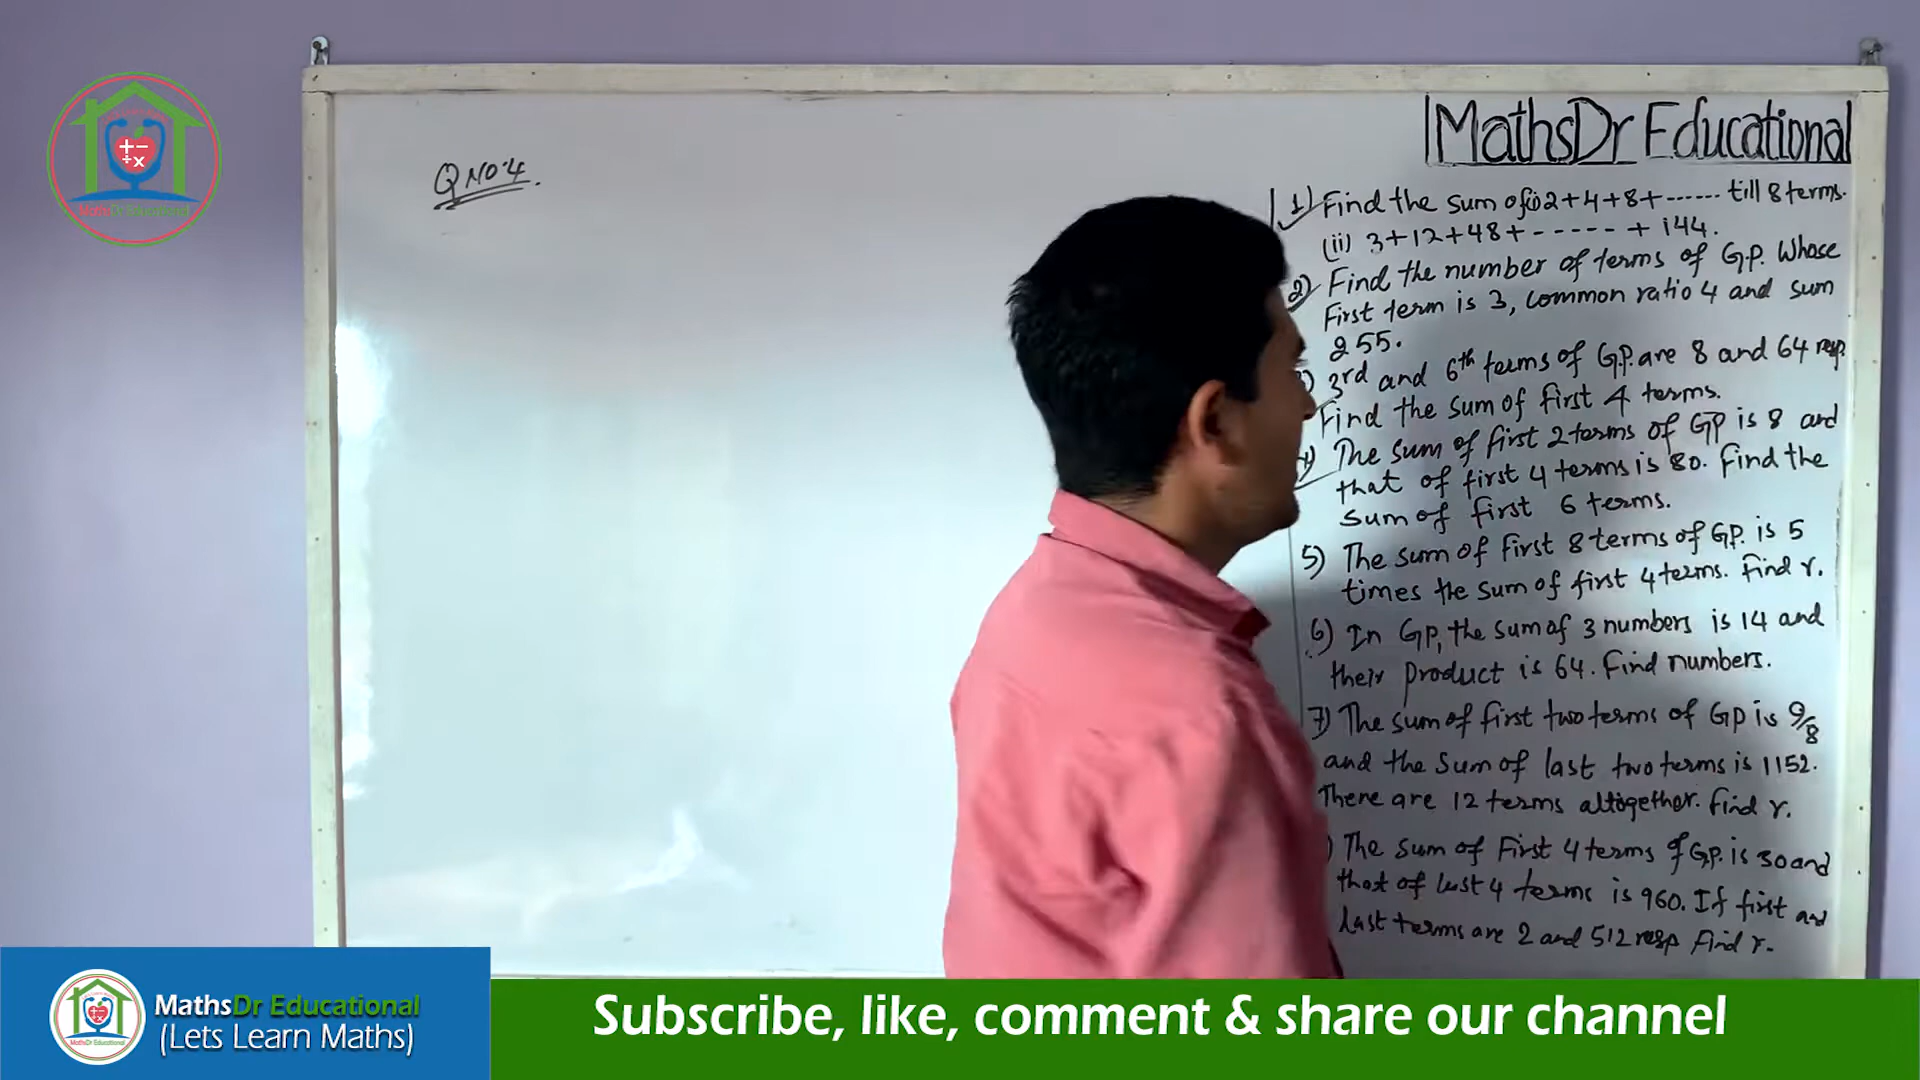 QNO.4.
MathsDr Educational
1) Find the sum of (i) 2+4+8+------ till 8 terms.
(ii) 3+12+48+------+ 144.
2) Find the number of terms of G.P. Whose
First term is 3, common ratio 4 and sum
255.
) 3rd and 6th terms of G.P. are 8 and 64 resp.
Find the sum of first 4 terms.
4) The sum of first 2 terms of GP is 8 and
that of first 4 terms is 80. Find the
sum of first 6 terms.
5) The sum of first 8 terms of GP. is 5
times the sum of first 4 terms. Find r.
6) In GP, the sum of 3 numbers is 14 and
their product is 64. Find numbers.
7) The sum of first two terms of GP is 9/8
and the sum of last two terms is 1152.
There are 12 terms altogether. Find r.
) The sum of First 4 terms of G.P. is 30 and
that of last 4 terms is 960. If first and
last terms are 2 and 512 resp Find r.
MathsDr Educational
(Lets Learn Maths)
Subscribe, like, comment & share our channel